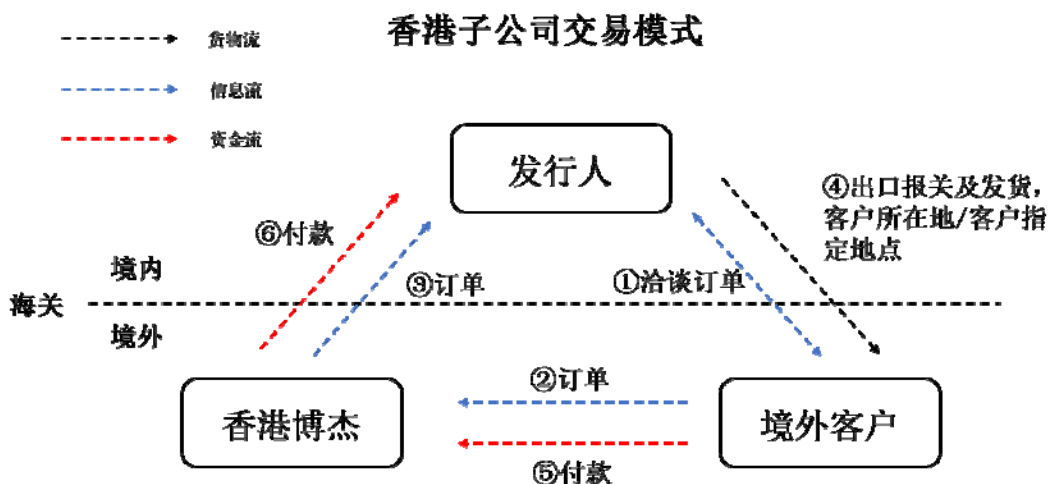 香港子公司交易模式
货物流
信息流
资金流
发行人
④出口报关及发货，
客户所在地/客户指
定地点
⑥付款
③订单
①洽谈订单
境内
海关
境外
②订单
香港博杰
境外客户
⑤付款